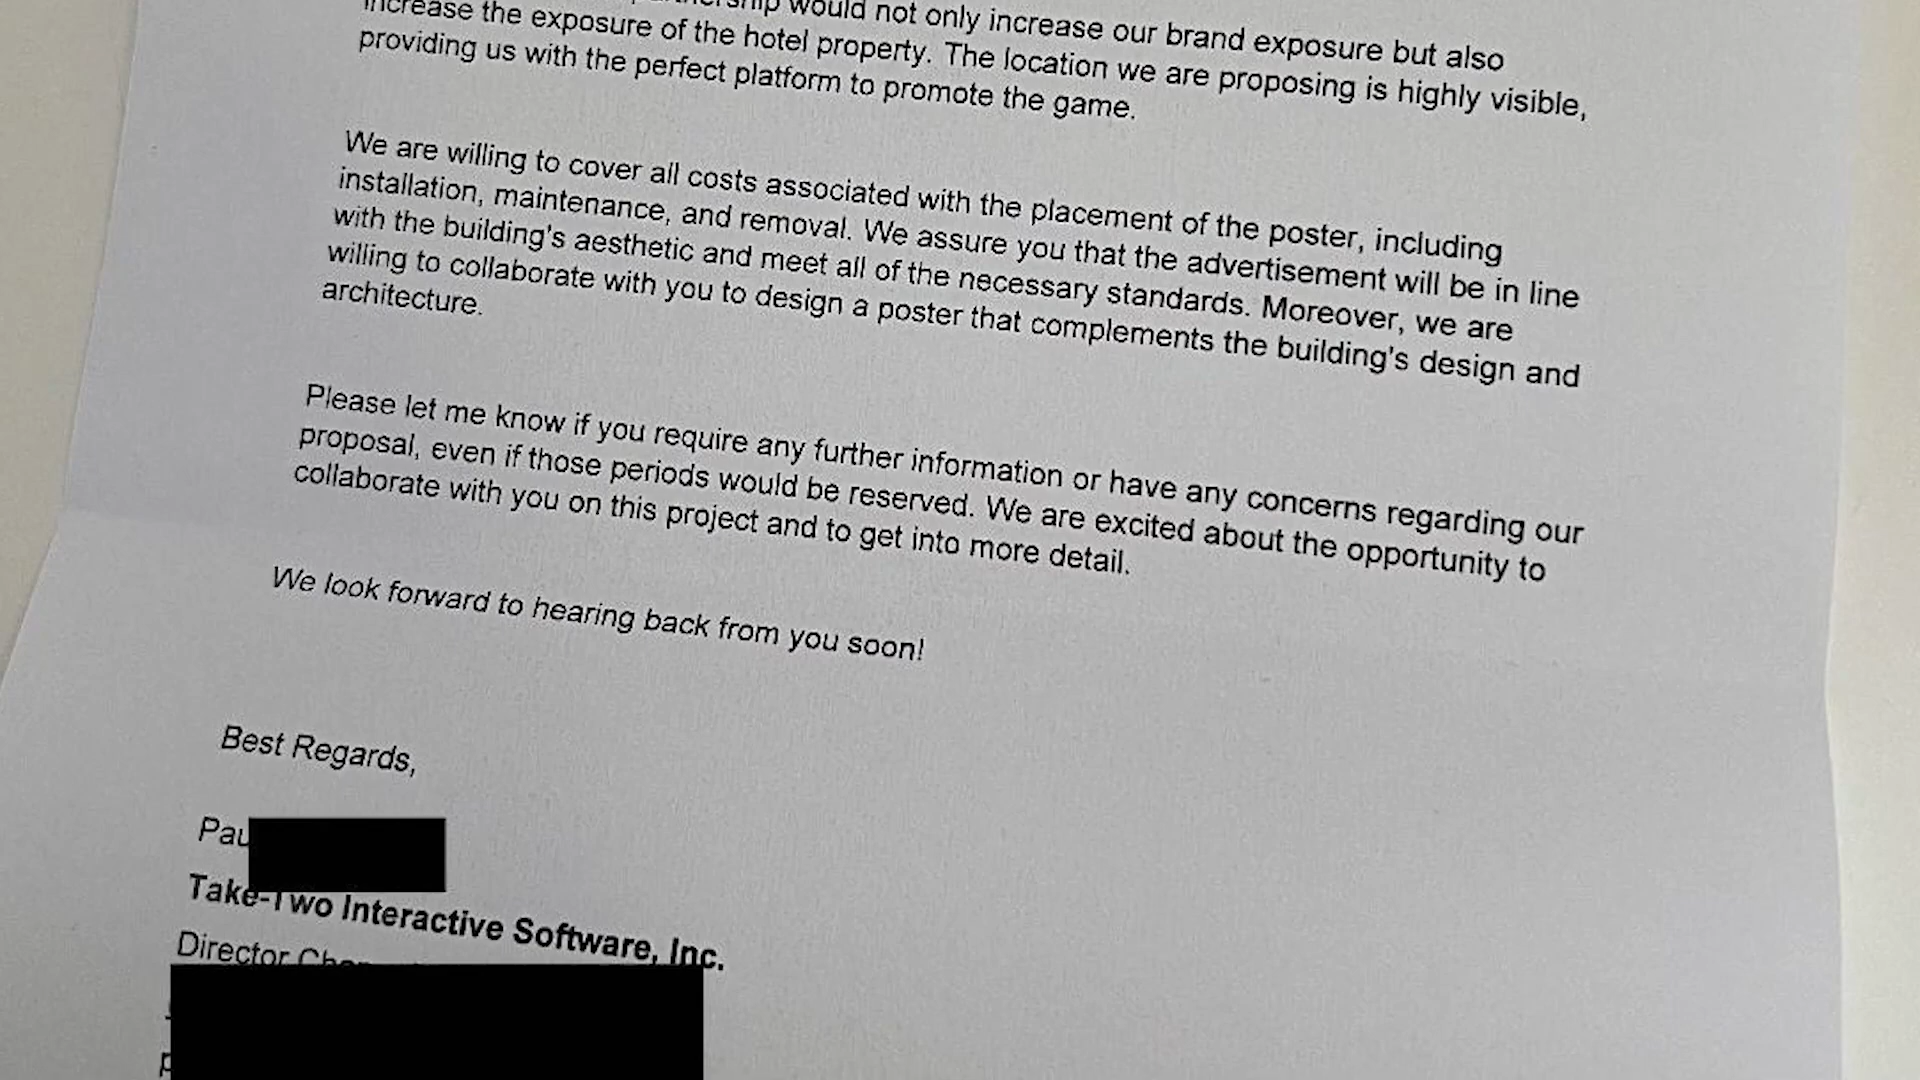 would not only increase our brand exposure but also
increase the exposure of the hotel property. The location we are proposing is highly visible,
providing us with the perfect platform to promote the game.
We are willing to cover all costs associated with the placement of the poster, including
installation, maintenance, and removal. We assure you that the advertisement will be in line
with the building's aesthetic and meet all of the necessary standards. Moreover, we are
willing to collaborate with you to design a poster that complements the building's design and
architecture.
Please let me know if you require any further information or have any concerns regarding our
proposal, even if those periods would be reserved. We are excited about the opportunity to
collaborate with you on this project and to get into more detail.
We look forward to hearing back from you soon!
Best Regards,
Pau
Take-Two Interactive Software, Inc.
Director